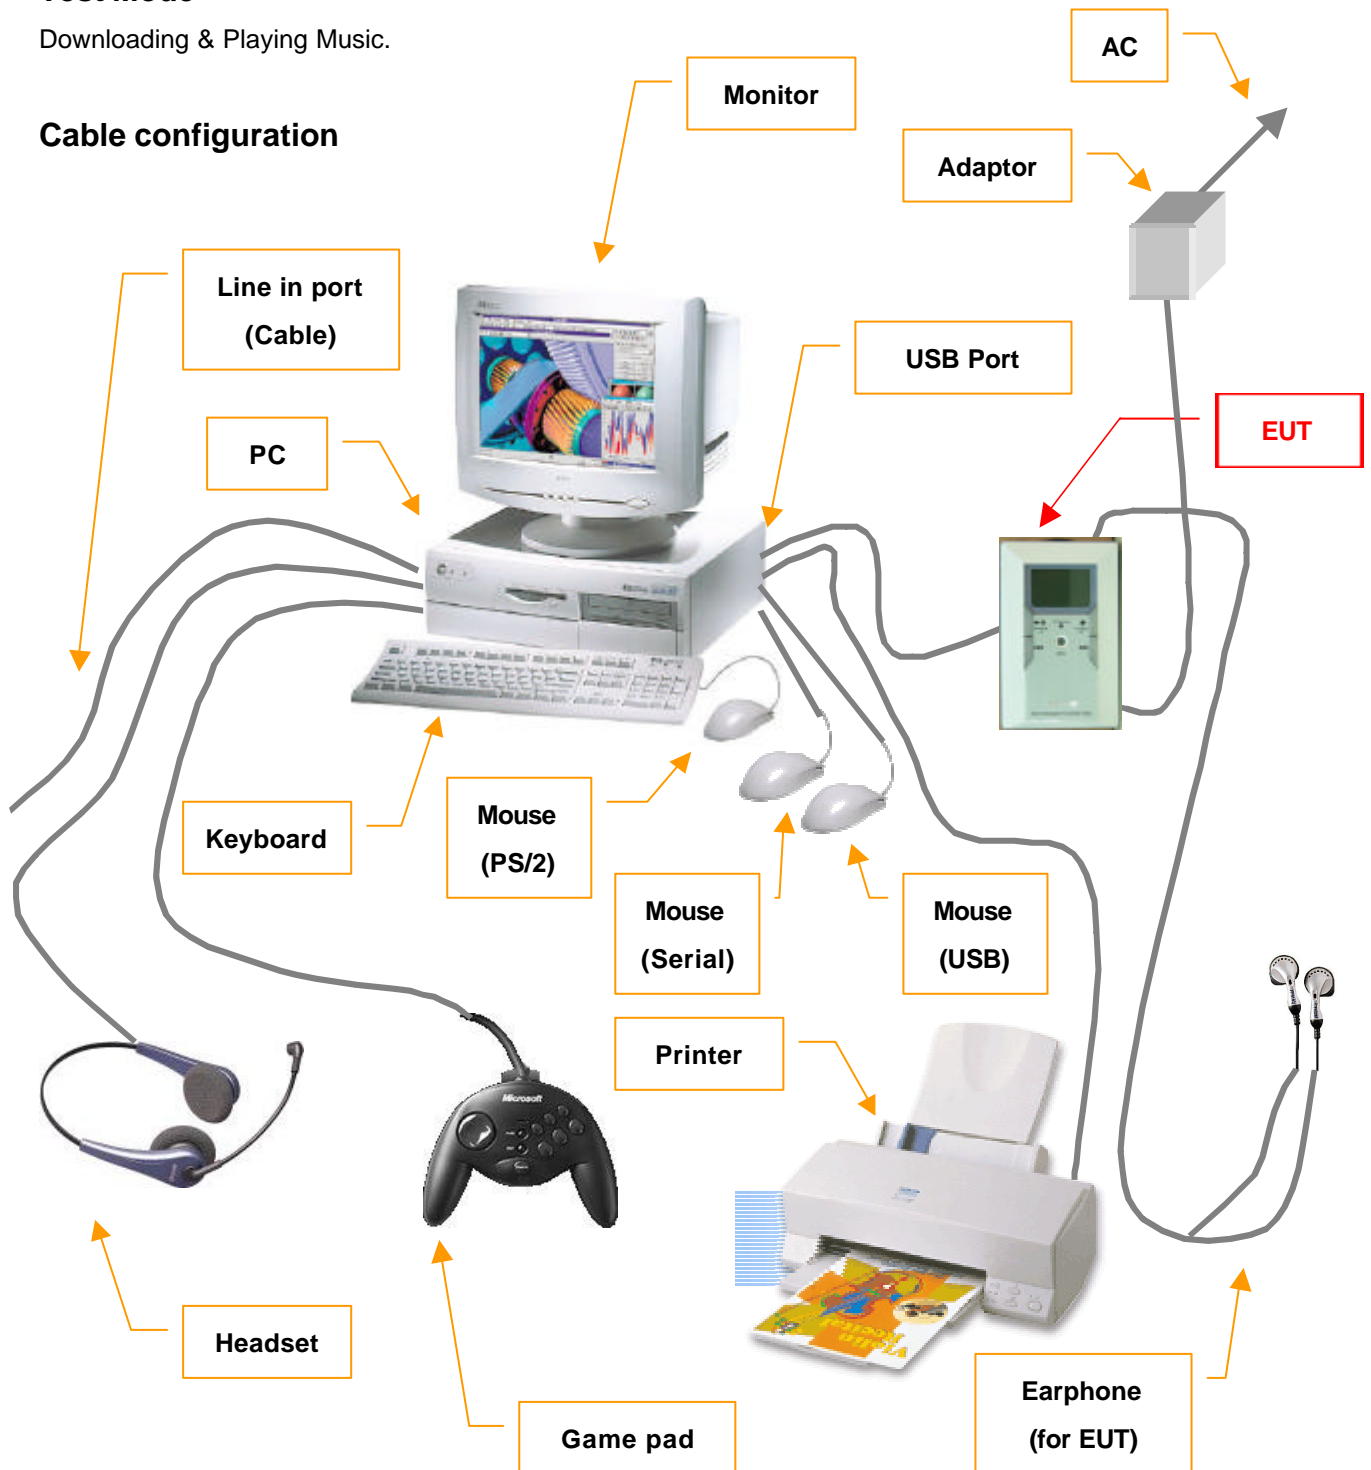 Downloading & Playing Music.
Cable configuration
AC
Monitor
Adaptor
Line in port
(Cable)
USB Port
PC
EUT
Keyboard
Mouse
(PS/2)
Mouse
(Serial)
Mouse
(USB)
Printer
Microsoft
Headset
Game pad
Earphone
(for EUT)